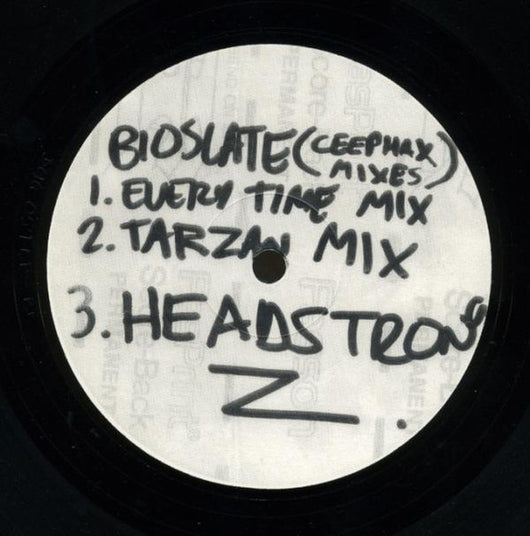 BIOSLATE (CEEPHAX MIXES)
1. EVERY TIME MIX
2. TARZAN MIX
3. HEADSTRONG
Z.